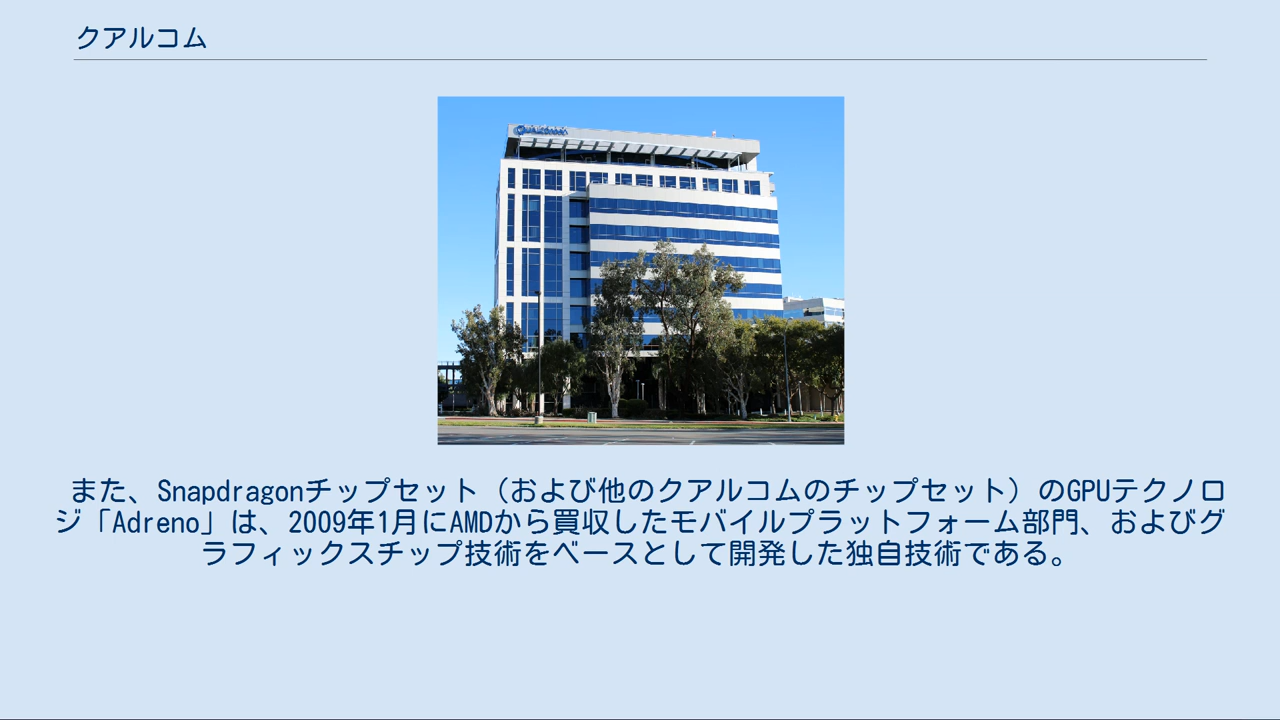 クアルコム
Qualcomm
また、Snapdragonチップセット（および他のクアルコムのチップセット）のGPUテクノロ
ジ「Adreno」は、2009年1月にAMDから買収したモバイルプラットフォーム部門、およびグ
ラフィックスチップ技術をベースとして開発した独自技術である。